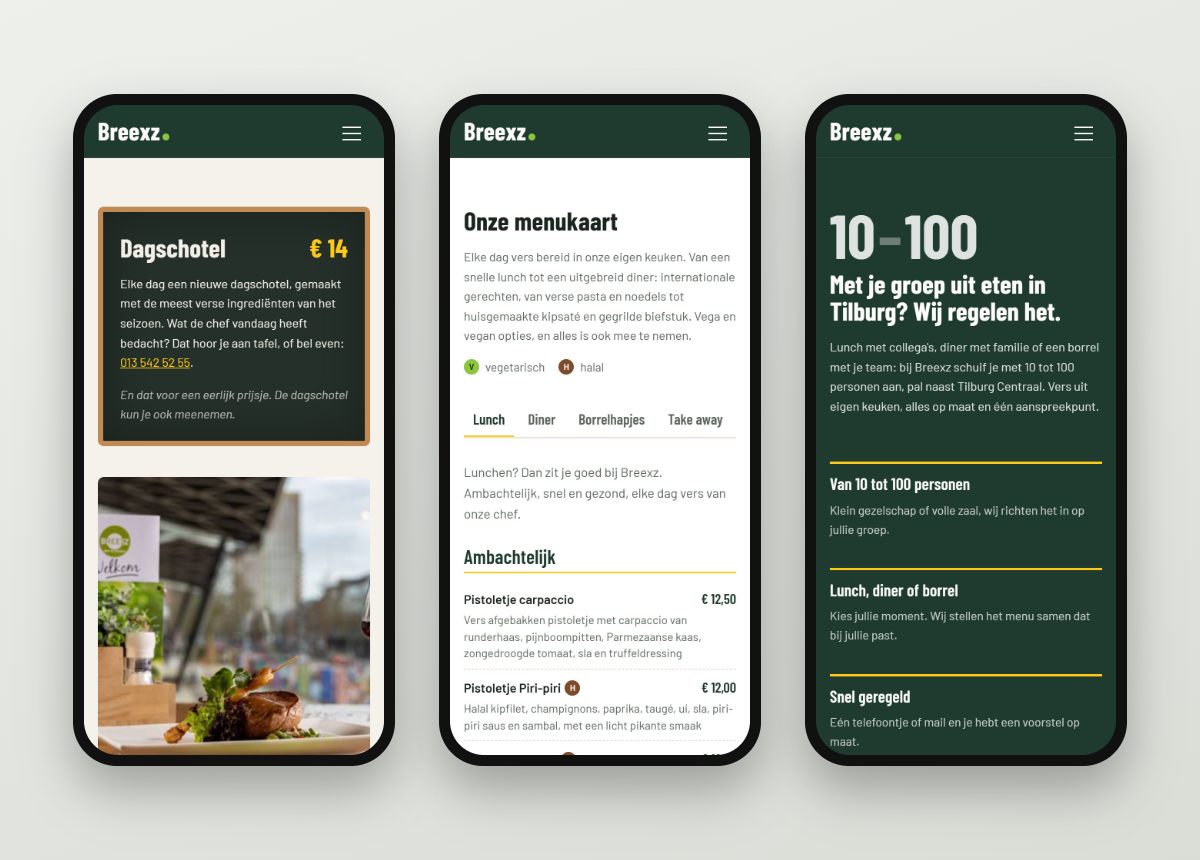 Breexz.
Dagschotel € 14
Elke dag een nieuwe dagschotel, gemaakt
met de meest verse ingrediënten van het
seizoen. Wat de chef vandaag heeft
bedacht? Dat hoor je aan tafel, of bel even:
013 542 52 55.
En dat voor een eerlijk prijsje. De dagschotel
kun je ook meenemen.
BREEXZ
Welkom
Breexz.
Onze menukaart
Elke dag vers bereid in onze eigen keuken. Van een
snelle lunch tot een uitgebreid diner: internationale
gerechten, van verse pasta en noedels tot
huisgemaakte kipsaté en gegrilde biefstuk. Vega en
vegan opties, en alles is ook mee te nemen.
V vegetarisch H halal
Lunch Diner Borrelhapjes Take away
Lunchen? Dan zit je goed bij Breexz.
Ambachtelijk, snel en gezond, elke dag vers van
onze chef.
Ambachtelijk
Pistoletje carpaccio € 12,50
Vers afgebakken pistoletje met carpaccio van
runderhaas, pijnboompitten, Parmezaanse kaas,
zongedroogde tomaat, sla en truffeldressing
Pistoletje Piri-piri H € 12,00
Halal kipfilet, champignons, paprika, taugé, ui, sla, piri-
piri saus en sambal, met een licht pikante smaak
Breexz.
10–100
Met je groep uit eten in
Tilburg? Wij regelen het.
Lunch met collega's, diner met familie of een borrel
met je team: bij Breexz schuif je met 10 tot 100
personen aan, pal naast Tilburg Centraal. Vers uit
eigen keuken, alles op maat en één aanspreekpunt.
Van 10 tot 100 personen
Klein gezelschap of volle zaal, wij richten het in op
jullie groep.
Lunch, diner of borrel
Kies jullie moment. Wij stellen het menu samen dat
bij jullie past.
Snel geregeld
Eén telefoontje of mail en je hebt een voorstel op
maat.